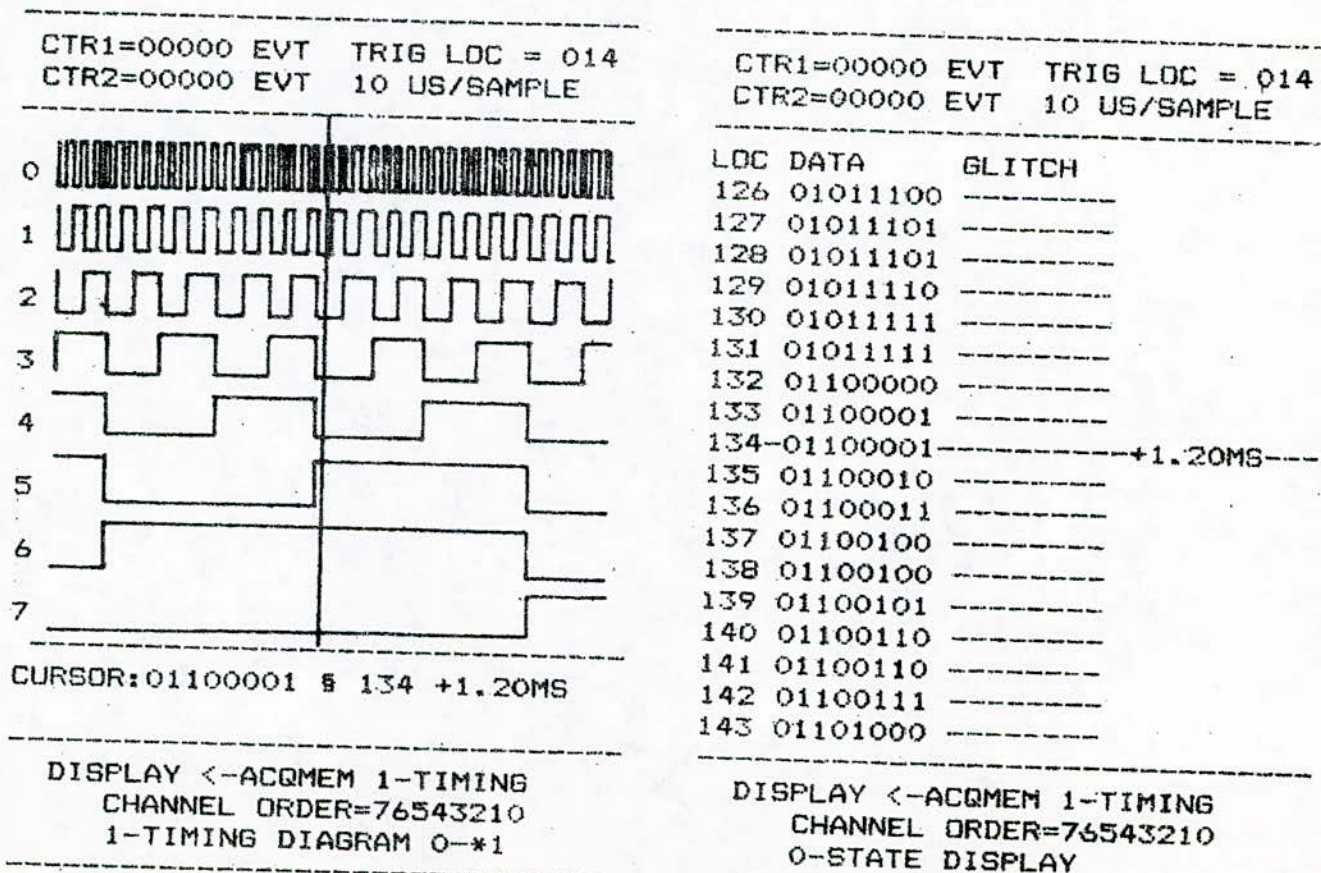 CTR1=00000 EVT TRIG LOC = 014
CTR2=00000 EVT 10 US/SAMPLE
0
1
2
3
4
5
6
7
CURSOR:01100001 § 134 +1.20MS
DISPLAY <-ACQMEM 1-TIMING
CHANNEL ORDER=76543210
1-TIMING DIAGRAM 0-*1
CTR1=00000 EVT TRIG LOC = 014
CTR2=00000 EVT 10 US/SAMPLE
LOC DATA GLITCH
126 01011100 --------
127 01011101 --------
128 01011101 --------
129 01011110 --------
130 01011111 --------
131 01011111 --------
132 01100000 --------
133 01100001 --------
134-01100001----------+1.20MS---
135 01100010 --------
136 01100011 --------
137 01100100 --------
138 01100100 --------
139 01100101 --------
140 01100110 --------
141 01100110 --------
142 01100111 --------
143 01101000 --------
DISPLAY <-ACQMEM 1-TIMING
CHANNEL ORDER=76543210
0-STATE DISPLAY